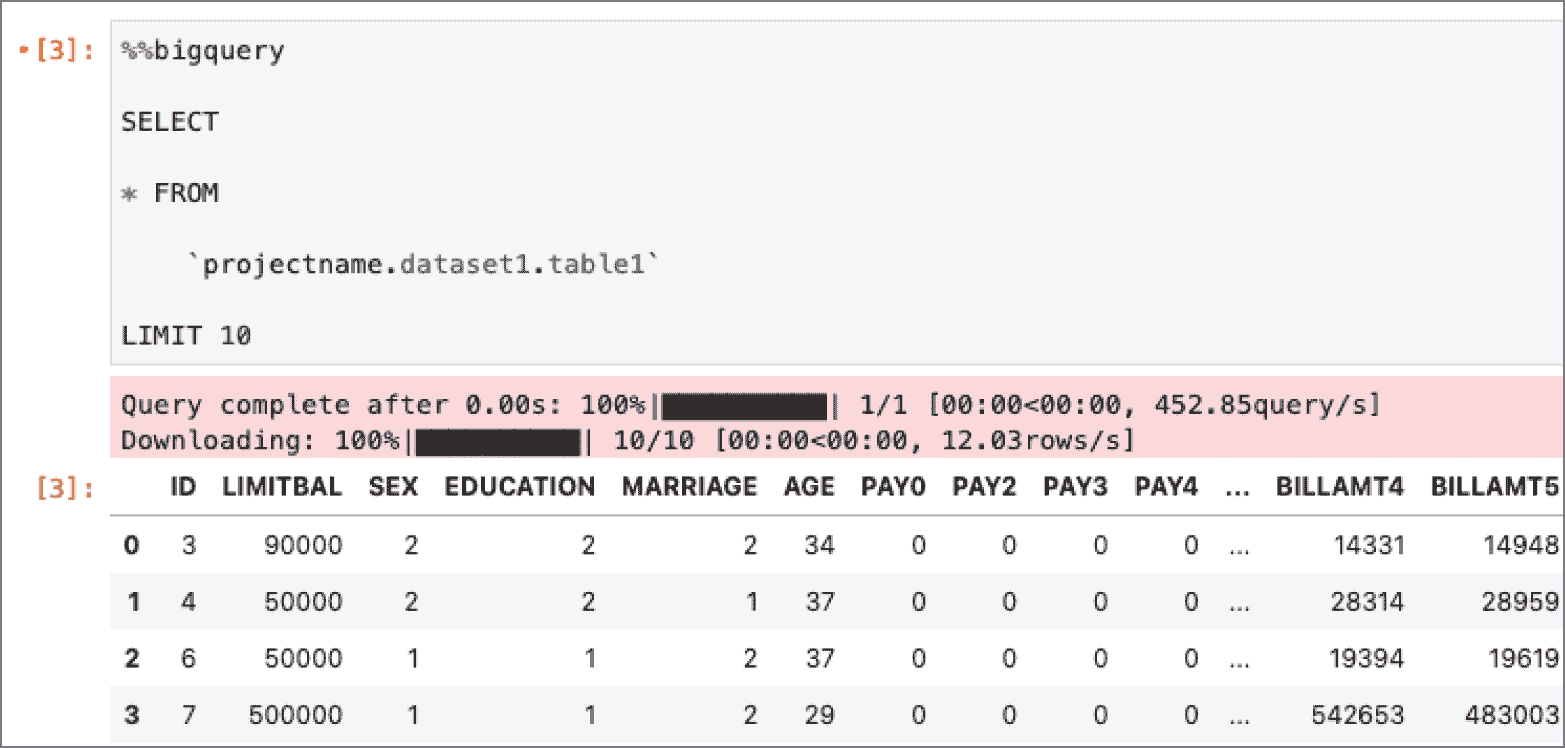 •[3]: %%bigquery
SELECT
* FROM
`projectname.dataset1.table1`
LIMIT 10
Query complete after 0.00s: 100%|██████████| 1/1 [00:00<00:00, 452.85query/s]
Downloading: 100%|██████████| 10/10 [00:00<00:00, 12.03rows/s]
[3]: ID LIMITBAL SEX EDUCATION MARRIAGE AGE PAY0 PAY2 PAY3 PAY4 ... BILLAMT4 BILLAMT5
0 3 90000 2 2 2 34 0 0 0 0 ... 14331 14948
1 4 50000 2 2 1 37 0 0 0 0 ... 28314 28959
2 6 50000 1 1 2 37 0 0 0 0 ... 19394 19619
3 7 500000 1 1 2 29 0 0 0 0 ... 542653 483003